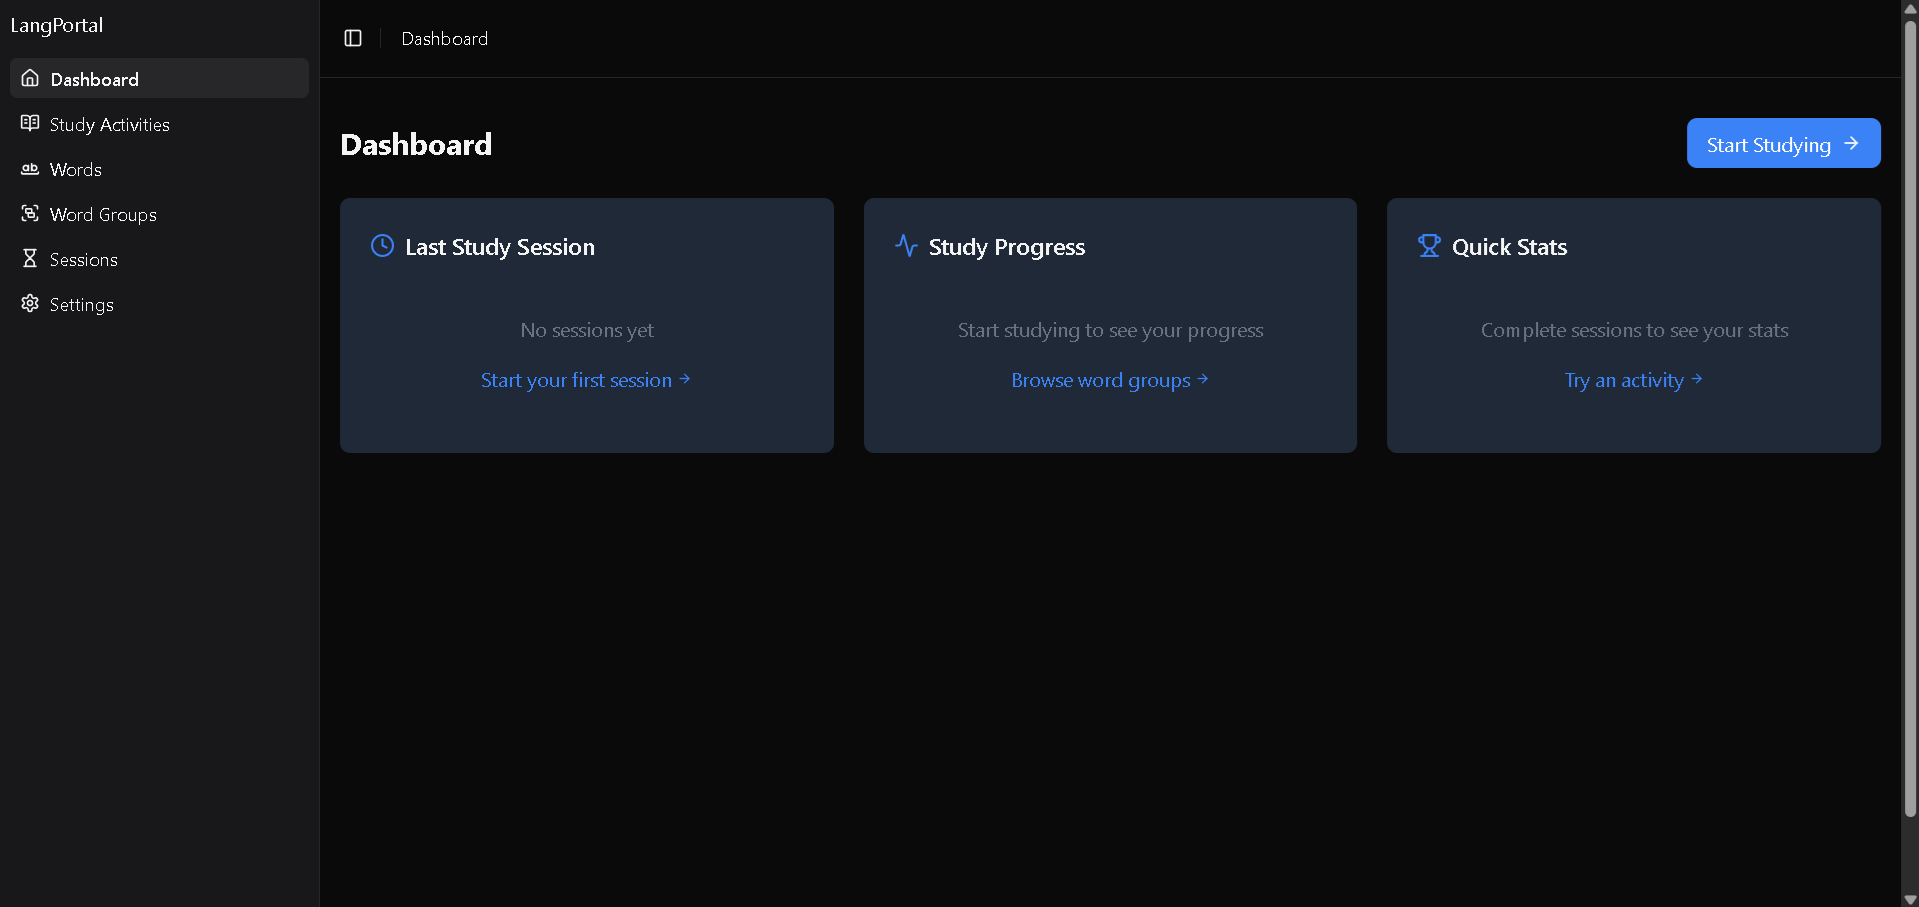 LangPortal
Dashboard
Study Activities
Words
Word Groups
Sessions
Settings
Dashboard
Dashboard
Start Studying
Last Study Session
No sessions yet
Start your first session
Study Progress
Start studying to see your progress
Browse word groups
Quick Stats
Complete sessions to see your stats
Try an activity